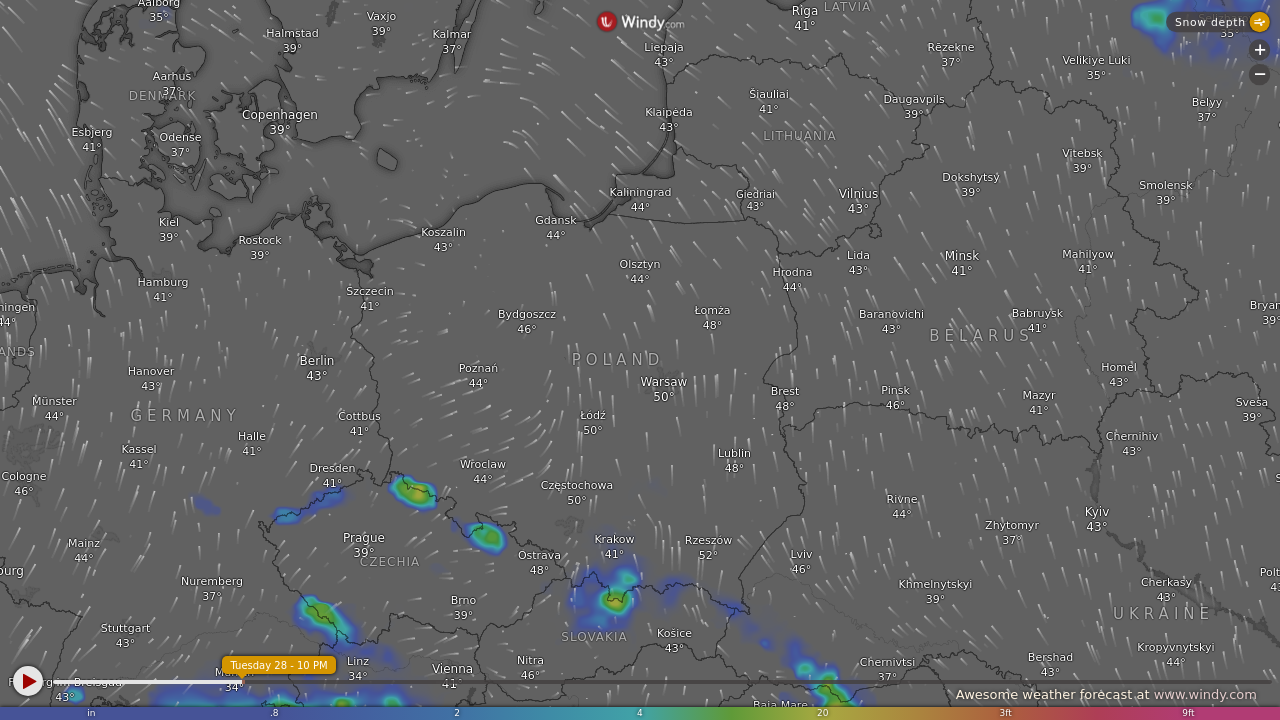 Aalborg
35°
Halmstad
39°
Vaxjo
39°
Kalmar
37°
Windy.com
Liepaja
43°
Riga
41°
LATVIA
Rēzekne
37°
Velikiye Luki
35°
Snow depth
35°
+
−
Aarhus
37°
DENMARK
Copenhagen
39°
Esbjerg
41°
Odense
37°
Klaipėda
43°
Šiauliai
41°
LITHUANIA
Daugavpils
39°
Belyy
37°
Vitebsk
39°
Dokshytsy
39°
Smolensk
39°
Kaliningrad
44°
Giedriai
43°
Vilnius
43°
Kiel
39°
Rostock
39°
Koszalin
43°
Gdansk
44°
Olsztyn
44°
Hrodna
44°
Lida
43°
Minsk
41°
Mahilyow
41°
Hamburg
41°
Szczecin
41°
ningen
44°
Bydgoszcz
46°
Łomża
48°
Baranovichi
43°
Babruysk
41°
BELARUS
Bryan
39°
ANDS
Berlin
43°
Hanover
43°
Poznań
44°
POLAND
Warsaw
50°
Brest
48°
Pinsk
46°
Mazyr
41°
Homel
43°
Münster
44°
GERMANY
Cottbus
41°
Łódź
50°
Svesa
39°
Kassel
41°
Halle
41°
Chernihiv
43°
Cologne
46°
Dresden
41°
Wroclaw
44°
Częstochowa
50°
Lublin
48°
Rivne
44°
Kyiv
43°
Zhytomyr
37°
Mainz
44°
Prague
39°
CZECHIA
Ostrava
48°
Krakow
41°
Rzeszow
52°
Lviv
46°
burg
Nuremberg
37°
Brno
39°
Khmelnytskyi
39°
Cherkasy
43°
Polt
UKRAINE
Stuttgart
43°
SLOVAKIA
Košice
43°
Linz
34°
Vienna
41°
Nitra
46°
Chernivtsi
37°
Bershad
43°
Kropyvnytskyi
44°
Tuesday 28 - 10 PM
34°
43°
Baia Mare
Awesome weather forecast at www.windy.com
in .8 2 4 20 3ft 9ft